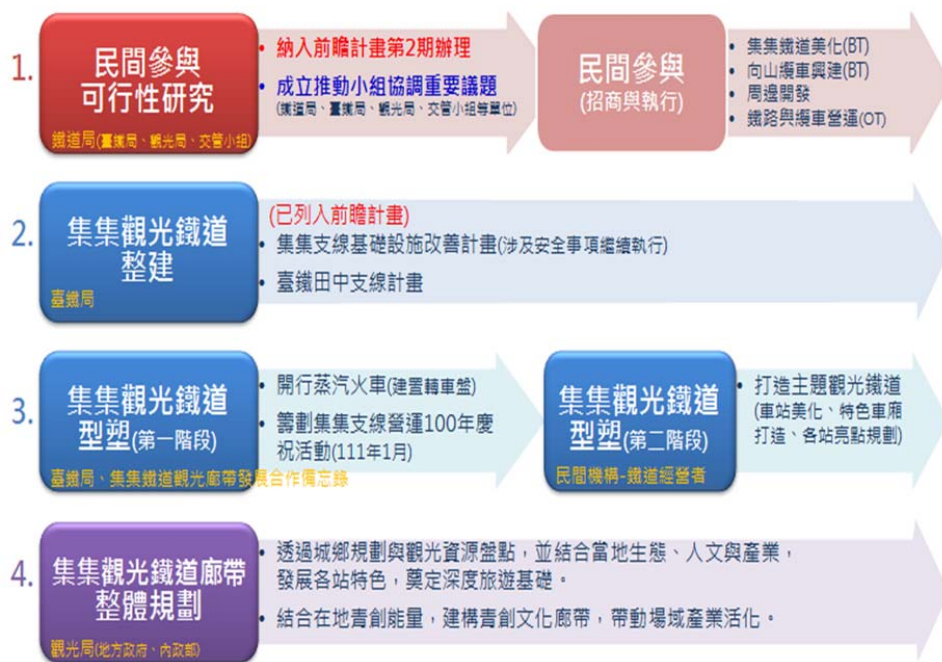 1.
民間參與
可行性研究
鐵道局(臺鐵局、觀光局、交管小組)
• 納入前瞻計畫第2期辦理
• 成立推動小組協調重要議題
(鐵道局、臺鐵局、觀光局、交管小組等單位)
民間參與
(招商與執行)
• 集集鐵道美化(BT)
• 向山纜車興建(BT)
• 周邊開發
• 鐵路與纜車營運(OT)
2.
集集觀光鐵道
整建
臺鐵局
(已列入前瞻計畫)
• 集集支線基礎設施改善計畫(涉及安全事項繼續執行)
• 臺鐵田中支線計畫
3.
集集觀光鐵道
型塑(第一階段)
臺鐵局、集集鐵道觀光廊帶發展合作備忘錄
• 開行蒸汽火車(建置轉車盤)
• 籌劃集集支線營運100年慶
祝活動(111年1月)
集集觀光鐵道
型塑(第二階段)
民間機構-鐵道經營者
• 打造主題觀光鐵道
(車站美化、特色車廂
打造、各站亮點規劃)
4.
集集觀光鐵道廊帶
整體規劃
觀光局(地方政府、內政部)
• 透過城鄉規劃與觀光資源盤點，並結合當地生態、人文與產業，
發展各站特色，奠定深度旅遊基礎。
• 結合在地青創能量，建構青創文化廊帶，帶動場域產業活化。